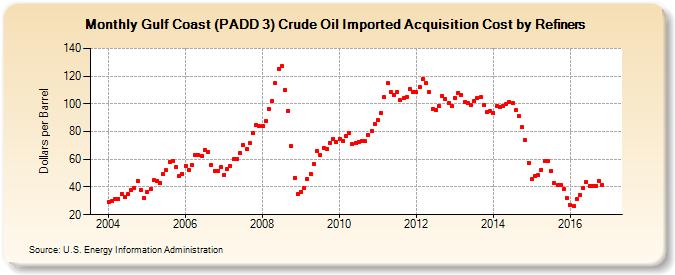 Monthly Gulf Coast (PADD 3) Crude Oil Imported Acquisition Cost by Refiners
Dollars per Barrel
140
120
100
80
60
40
20
2004 2006 2008 2010 2012 2014 2016
Source: U.S. Energy Information Administration